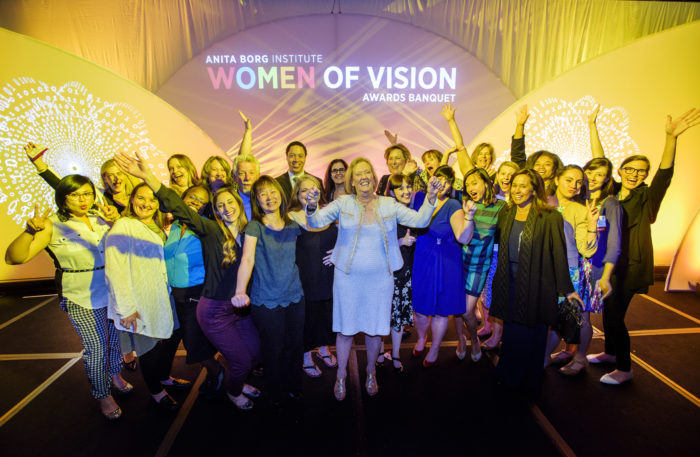 ANITA BORG INSTITUTE
WOMEN OF VISION
AWARDS BANQUET